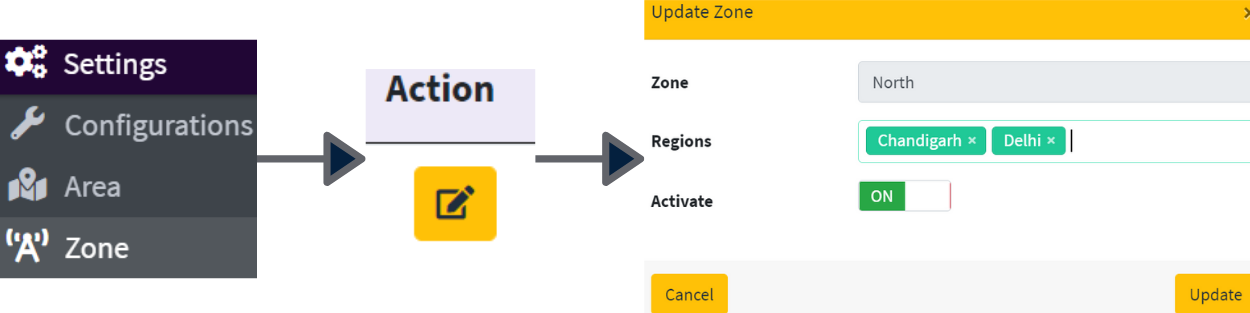 Settings
Configurations
Area
Zone
Action
Update Zone ×
Zone North
Regions Chandigarh × Delhi ×
Activate ON
Cancel Update